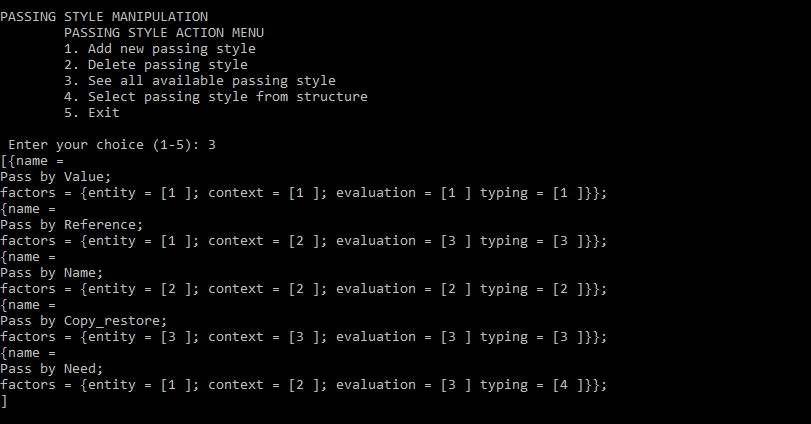 PASSING STYLE MANIPULATION
PASSING STYLE ACTION MENU
1. Add new passing style
2. Delete passing style
3. See all available passing style
4. Select passing style from structure
5. Exit
Enter your choice (1-5): 3
[{name =
Pass by Value;
factors = {entity = [1 ]; context = [1 ]; evaluation = [1 ] typing = [1 ]}};
{name =
Pass by Reference;
factors = {entity = [1 ]; context = [2 ]; evaluation = [3 ] typing = [3 ]}};
{name =
Pass by Name;
factors = {entity = [2 ]; context = [2 ]; evaluation = [2 ] typing = [2 ]}};
{name =
Pass by Copy_restore;
factors = {entity = [3 ]; context = [3 ]; evaluation = [3 ] typing = [3 ]}};
{name =
Pass by Need;
factors = {entity = [1 ]; context = [2 ]; evaluation = [3 ] typing = [4 ]}};
]